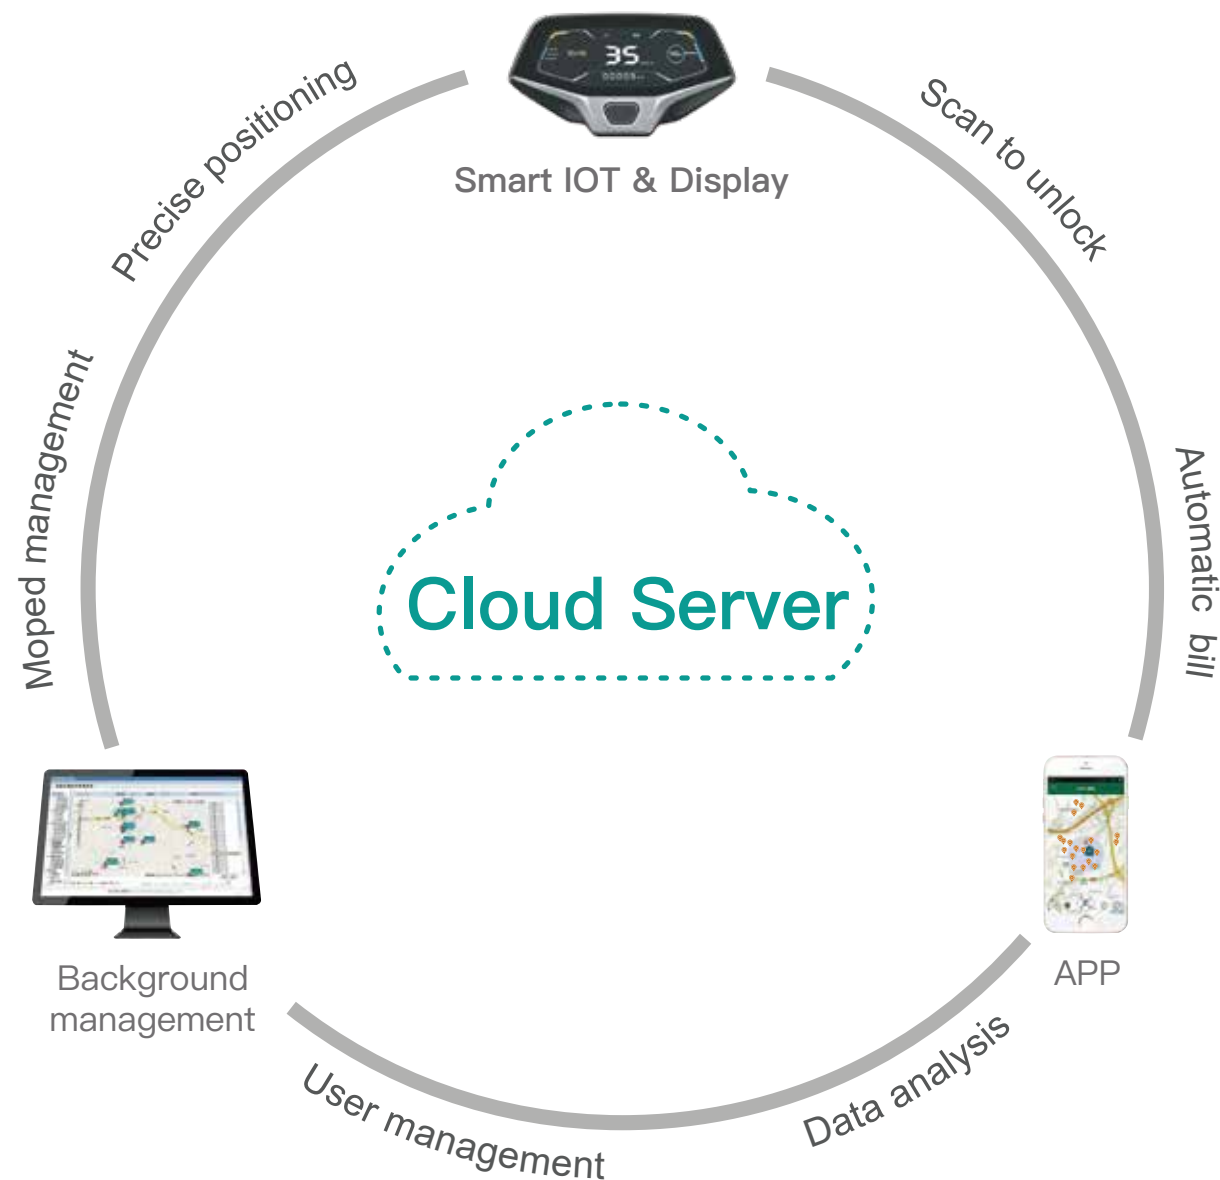 35
Smart IOT & Display
Precise positioning
Scan to unlock
Moped management
Automatic bill
Cloud Server
Background
management
APP
User management
Data analysis